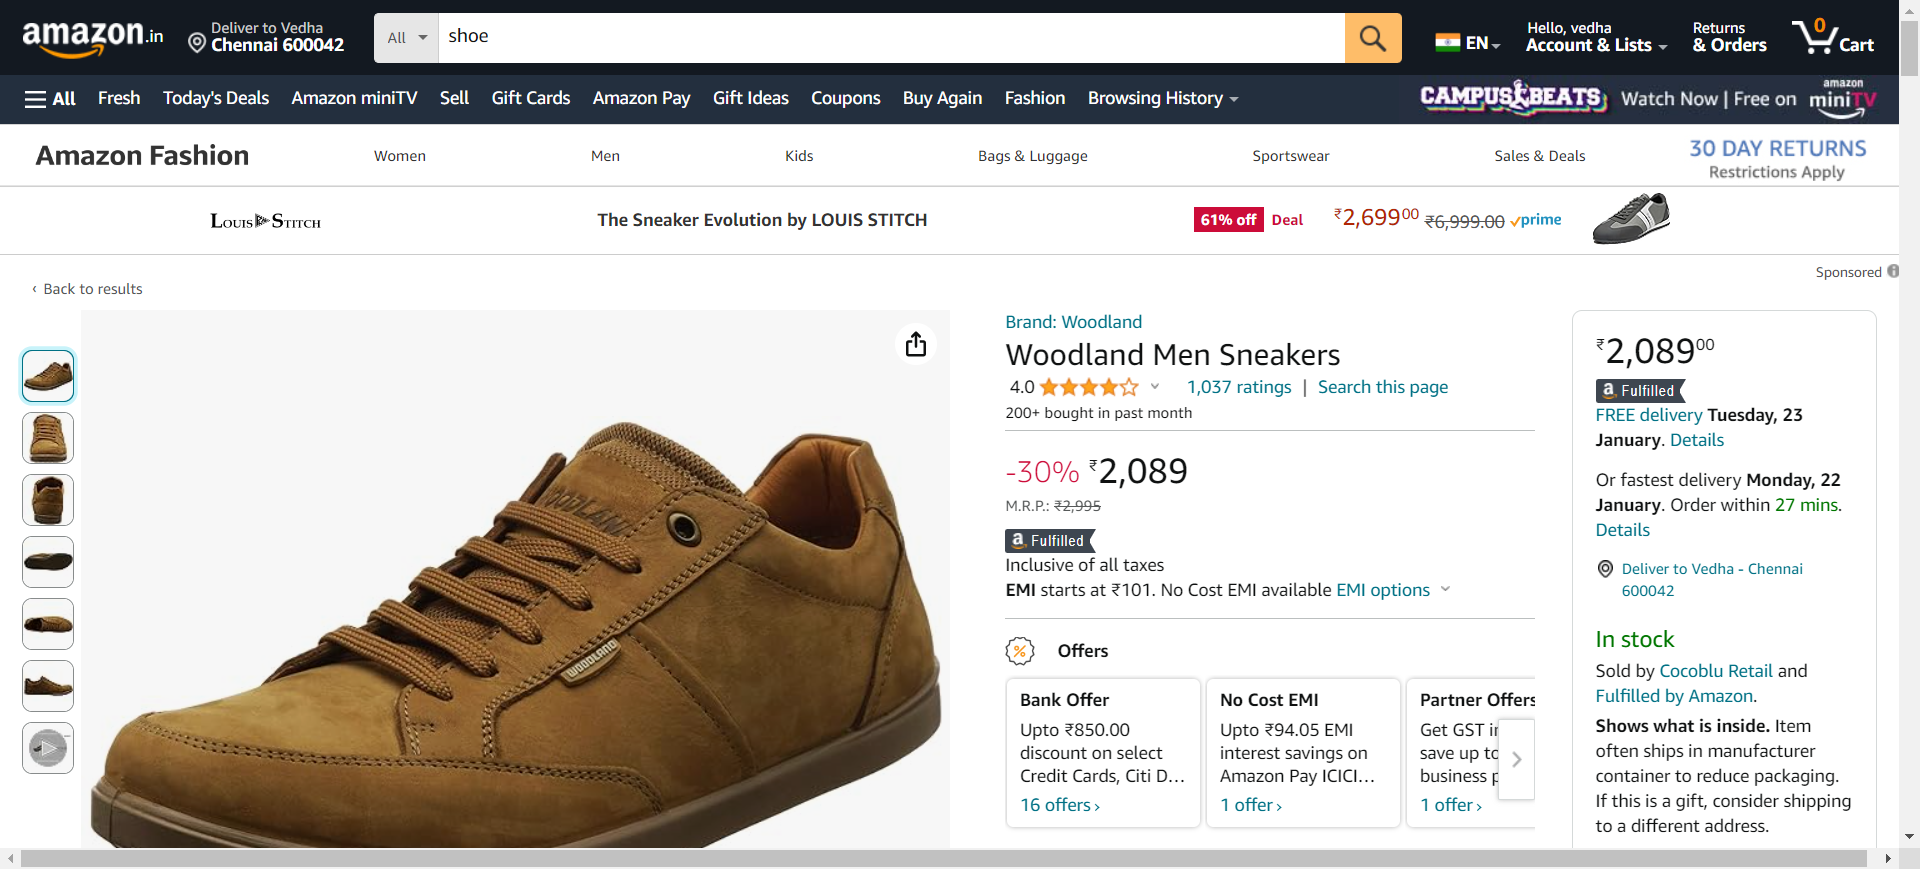 amazon.in
Deliver to Vedha
Chennai 600042
All
shoe
EN
Hello, vedha
Account & Lists
Returns
& Orders
0
Cart
All
Fresh
Today's Deals
Amazon miniTV
Sell
Gift Cards
Amazon Pay
Gift Ideas
Coupons
Buy Again
Fashion
Browsing History
CAMPUS BEATS
Watch Now | Free on
amazon
miniTV
Amazon Fashion
Women
Men
Kids
Bags & Luggage
Sportswear
Sales & Deals
30 DAY RETURNS
Restrictions Apply
LOUIS STITCH
The Sneaker Evolution by LOUIS STITCH
61% off
Deal
₹2,69900
₹6,999.00
prime
Sponsored
‹ Back to results
WOODLAND
WOODLAND
Brand: Woodland
Woodland Men Sneakers
4.0
1,037 ratings | Search this page
200+ bought in past month
-30% ₹2,089
M.R.P.: ₹2,995
a Fulfilled
Inclusive of all taxes
EMI starts at ₹101. No Cost EMI available EMI options
%
Offers
Bank Offer
Upto ₹850.00
discount on select
Credit Cards, Citi D…
16 offers ›
No Cost EMI
Upto ₹94.05 EMI
interest savings on
Amazon Pay ICICI…
1 offer ›
Partner Offers
Get GST
save up to
business
1 offer ›
₹2,08900
a Fulfilled
FREE delivery Tuesday, 23
January. Details
Or fastest delivery Monday, 22
January. Order within 27 mins.
Details
Deliver to Vedha - Chennai
600042
In stock
Sold by Cocoblu Retail and
Fulfilled by Amazon.
Shows what is inside. Item
often ships in manufacturer
container to reduce packaging.
If this is a gift, consider shipping
to a different address.